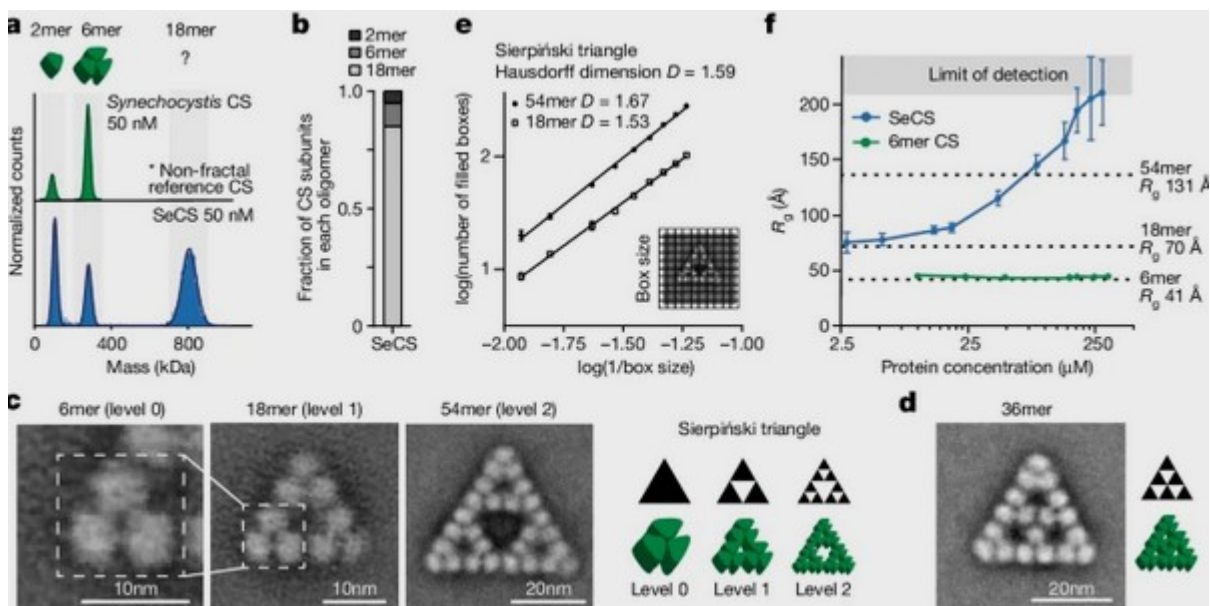 a
2mer 6mer 18mer
?
Synechocystis CS
50 nM
* Non-fractal
reference CS
SeCS 50 nM
Normalized counts
0 400 800
Mass (kDa)
b
2mer
6mer
18mer
Fraction of CS subunits
in each oligomer
1.0
0.5
0
SeCS
e
Sierpiński triangle
Hausdorff dimension D = 1.59
54mer D = 1.67
18mer D = 1.53
log(number of filled boxes)
2
1
Box size
−2.00 −1.75 −1.50 −1.25 −1.00
log(1/box size)
f
Limit of detection
SeCS
6mer CS
Rg (Å)
200
150
100
50
0
54mer
Rg 131 Å
18mer
Rg 70 Å
6mer
Rg 41 Å
2.5 25 250
Protein concentration (μM)
c
6mer (level 0) 18mer (level 1) 54mer (level 2)
10nm 10nm 20nm
Sierpiński triangle
Level 0 Level 1 Level 2
d
36mer
20nm